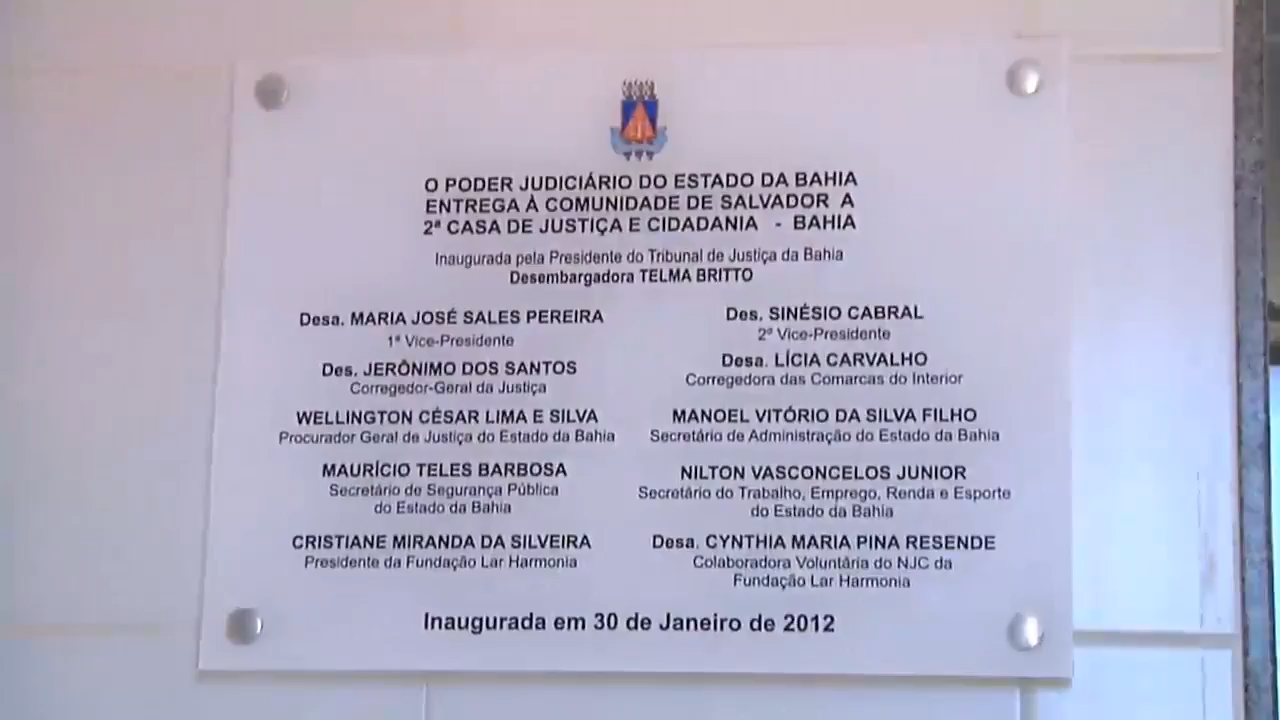 O PODER JUDICIÁRIO DO ESTADO DA BAHIA
ENTREGA À COMUNIDADE DE SALVADOR A
2ª CASA DE JUSTIÇA E CIDADANIA - BAHIA
Inaugurada pela Presidente do Tribunal de Justiça da Bahia
Desembargadora TELMA BRITTO
Desa. MARIA JOSÉ SALES PEREIRA
1ª Vice-Presidente
Des. SINÉSIO CABRAL
2º Vice-Presidente
Des. JERÔNIMO DOS SANTOS
Corregedor-Geral da Justiça
Desa. LÍCIA CARVALHO
Corregedora das Comarcas do Interior
WELLINGTON CÉSAR LIMA E SILVA
Procurador Geral de Justiça do Estado da Bahia
MANOEL VITÓRIO DA SILVA FILHO
Secretário de Administração do Estado da Bahia
MAURÍCIO TELES BARBOSA
Secretário de Segurança Pública
do Estado da Bahia
NILTON VASCONCELOS JUNIOR
Secretário do Trabalho, Emprego, Renda e Esporte
do Estado da Bahia
CRISTIANE MIRANDA DA SILVEIRA
Presidente da Fundação Lar Harmonia
Desa. CYNTHIA MARIA PINA RESENDE
Colaboradora Voluntária do NJC da
Fundação Lar Harmonia
Inaugurada em 30 de Janeiro de 2012